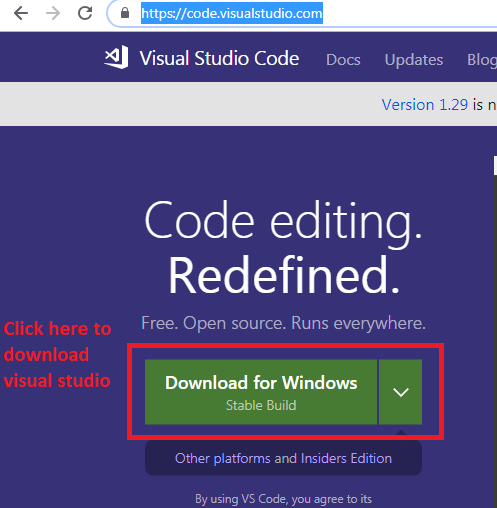 https://code.visualstudio.com
Visual Studio Code Docs Updates Blog
Version 1.29 is n
Code editing.
Redefined.
Free. Open source. Runs everywhere.
Click here to
download
visual studio
Download for Windows
Stable Build
Other platforms and Insiders Edition
By using VS Code, you agree to its